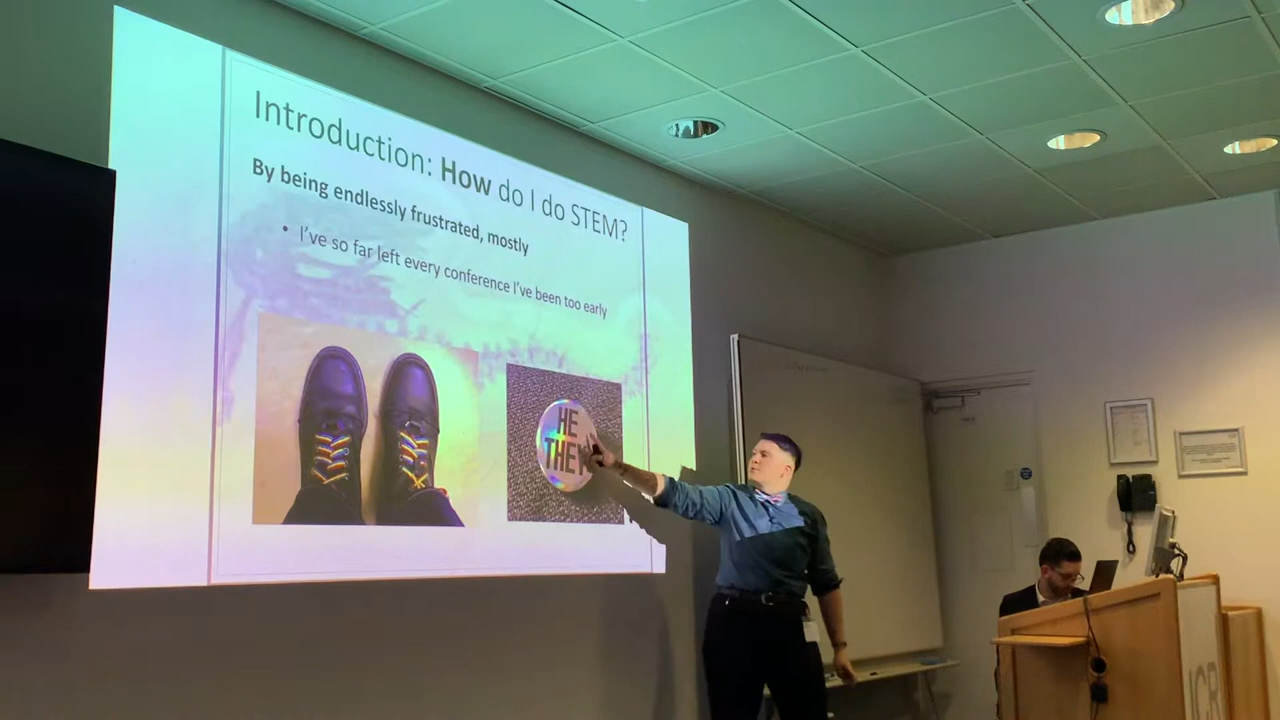 Introduction: How do I do STEM?
By being endlessly frustrated, mostly
• I've so far left every conference I've been too early
HE
THEY
ICR